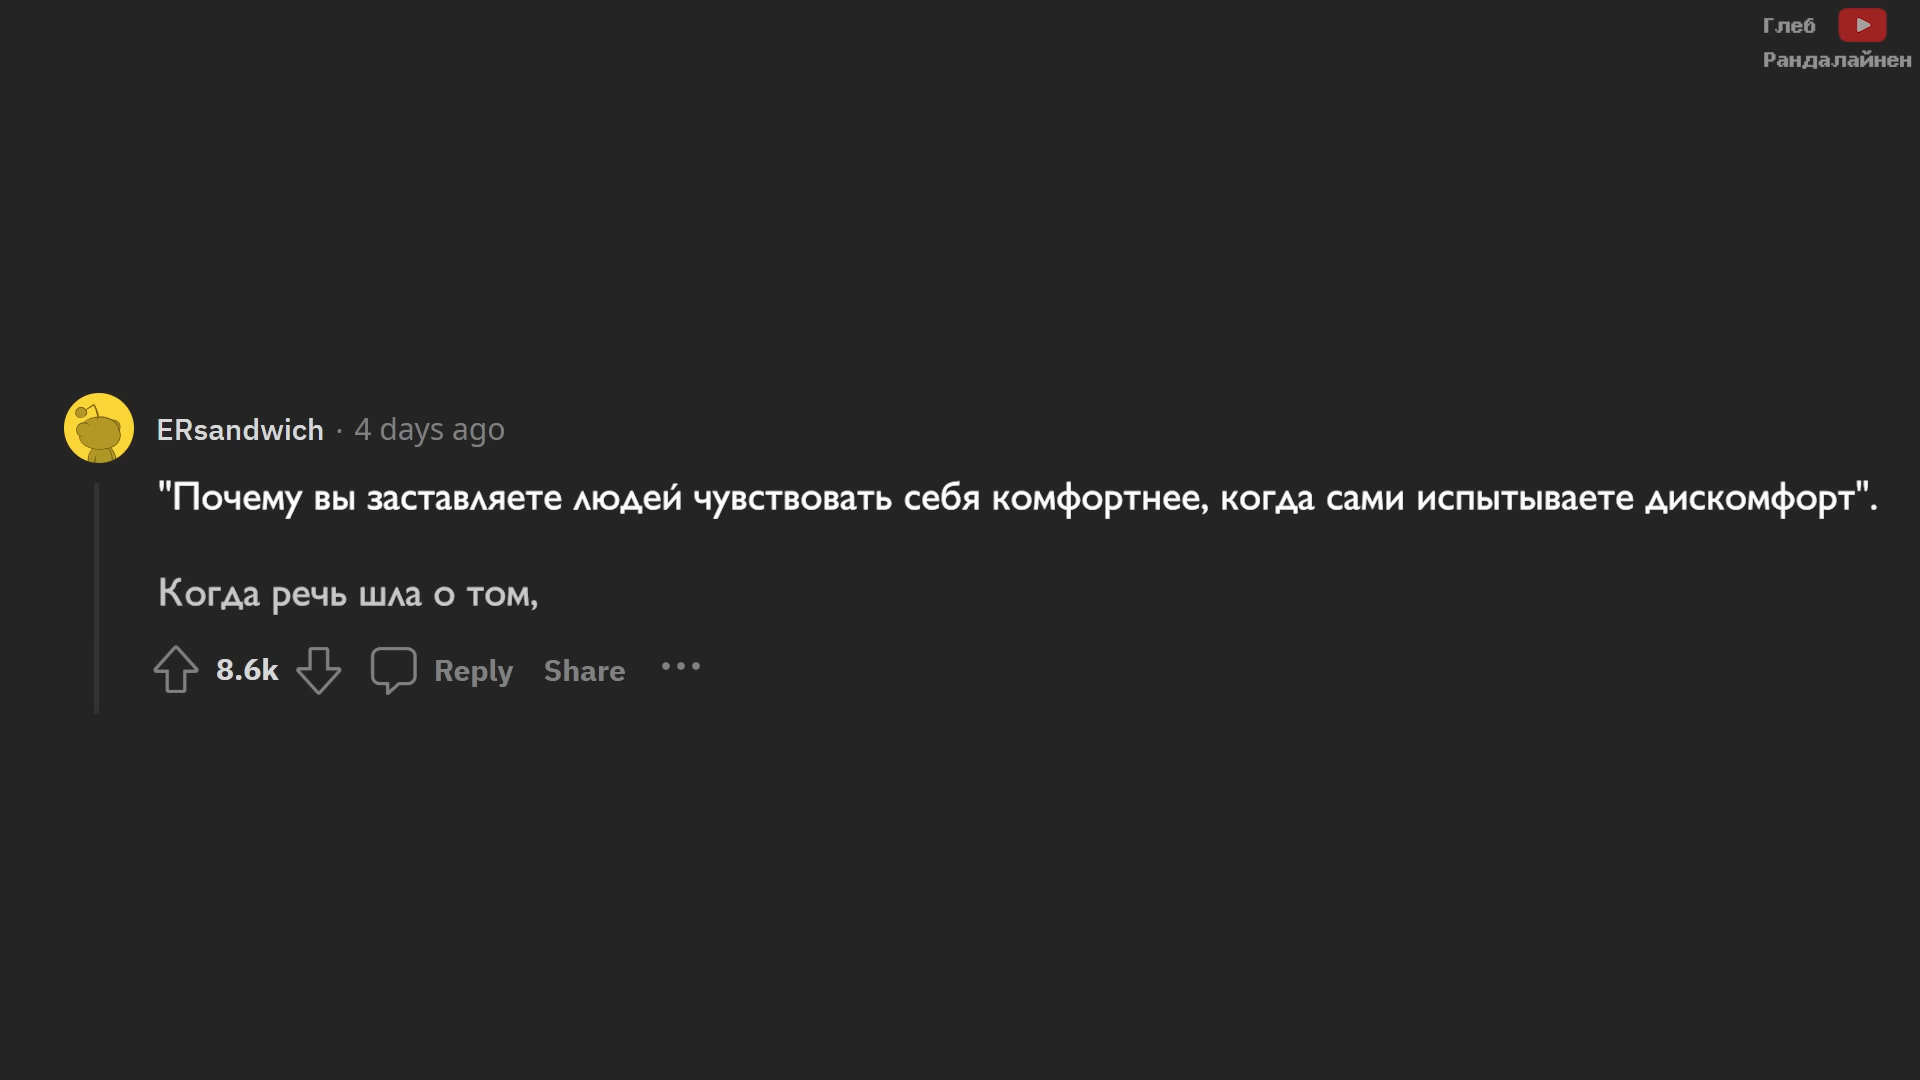 Глеб
Рандалайнен
ERsandwich · 4 days ago
"Почему вы заставляете людей чувствовать себя комфортнее, когда сами испытываете дискомфорт".
Когда речь шла о том,
8.6k Reply Share ···